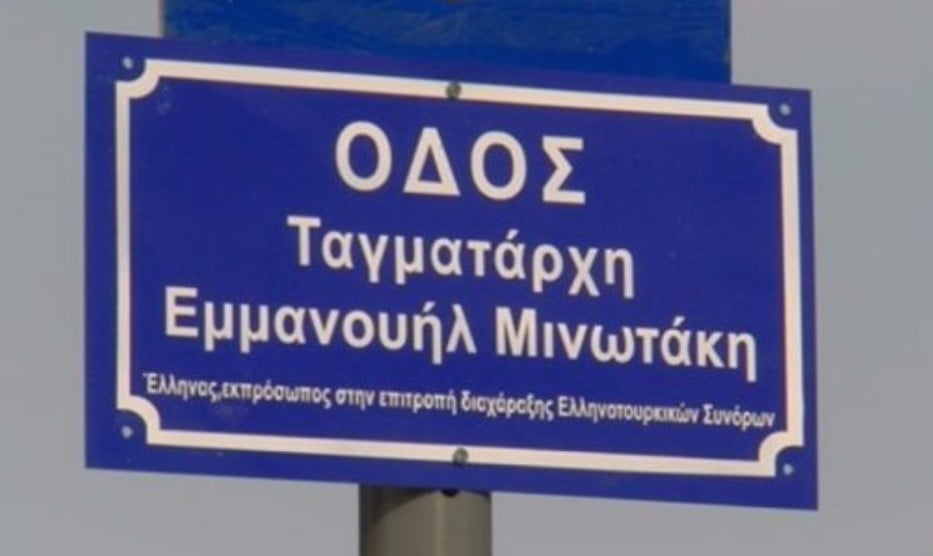 ΟΔΟΣ
Ταγματάρχη
Εμμανουήλ Μινωτάκη
Έλληνας,εκπρόσωπος στην επιτροπή διαχάραξης Ελληνοτουρκικών Συνόρων